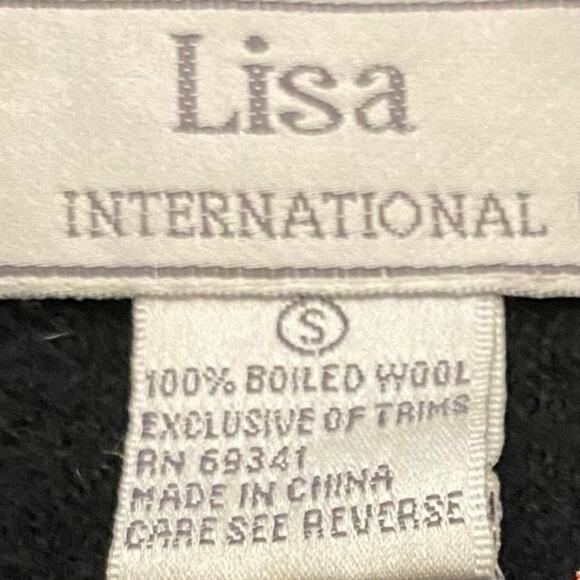 Lisa
INTERNATIONAL
S
100% BOILED WOOL
EXCLUSIVE OF TRIMS
RN 69341
MADE IN CHINA
CARE SEE REVERSE